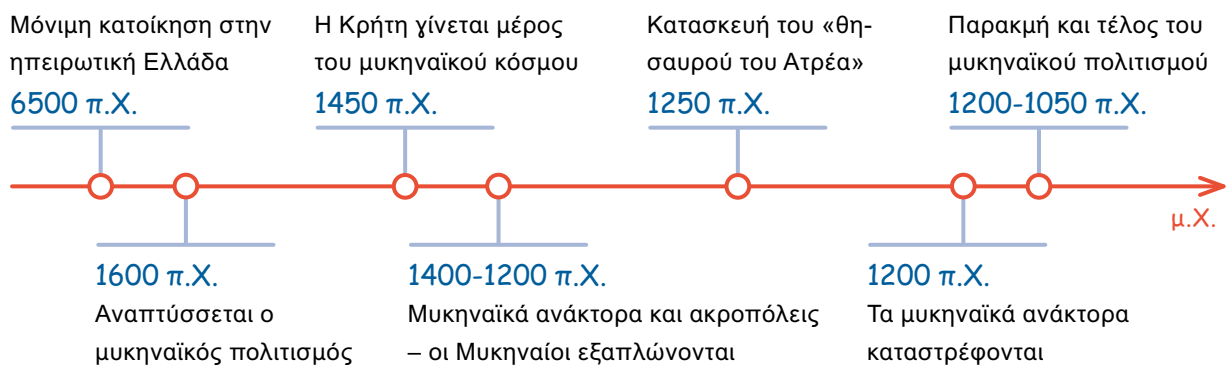 Μόνιμη κατοίκηση στην
ηπειρωτική Ελλάδα
6500 π.Χ.
Η Κρήτη γίνεται μέρος
του μυκηναϊκού κόσμου
1450 π.Χ.
Κατασκευή του «θη-
σαυρού του Ατρέα»
1250 π.Χ.
Παρακμή και τέλος του
μυκηναϊκού πολιτισμού
1200-1050 π.Χ.
μ.Χ.
1600 π.Χ.
Αναπτύσσεται ο
μυκηναϊκός πολιτισμός
1400-1200 π.Χ.
Μυκηναϊκά ανάκτορα και ακροπόλεις
– οι Μυκηναίοι εξαπλώνονται
1200 π.Χ.
Τα μυκηναϊκά ανάκτορα
καταστρέφονται